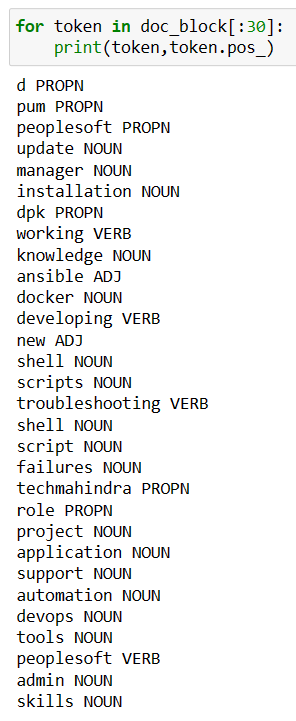 for token in doc_block[:30]:
    print(token,token.pos_)
d PROPN
pum PROPN
peoplesoft PROPN
update NOUN
manager NOUN
installation NOUN
dpk PROPN
working VERB
knowledge NOUN
ansible ADJ
docker NOUN
developing VERB
new ADJ
shell NOUN
scripts NOUN
troubleshooting VERB
shell NOUN
script NOUN
failures NOUN
techmahindra PROPN
role PROPN
project NOUN
application NOUN
support NOUN
automation NOUN
devops NOUN
tools NOUN
peoplesoft VERB
admin NOUN
skills NOUN